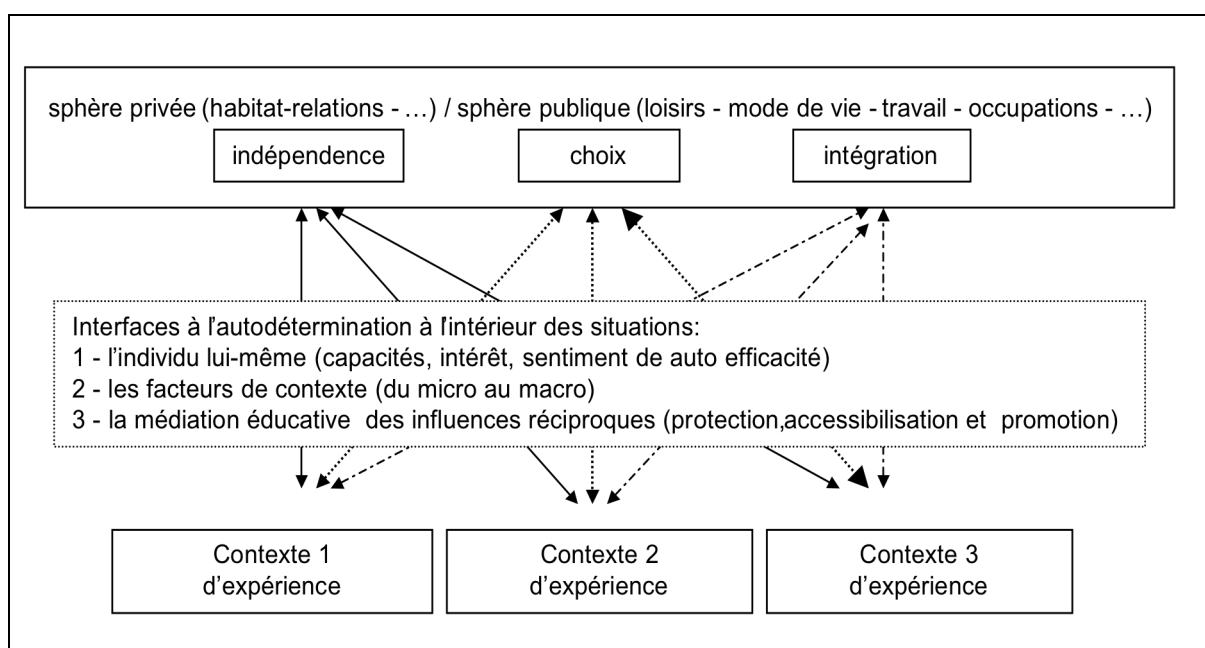 sphère privée (habitat-relations - …) / sphère publique (loisirs - mode de vie - travail - occupations - …)
indépendence
choix
intégration
Interfaces à l'autodétermination à l'intérieur des situations:
1 - l'individu lui-même (capacités, intérêt, sentiment de auto efficacité)
2 - les facteurs de contexte (du micro au macro)
3 - la médiation éducative des influences réciproques (protection,accessibilisation et promotion)
Contexte 1
d'expérience
Contexte 2
d'expérience
Contexte 3
d'expérience